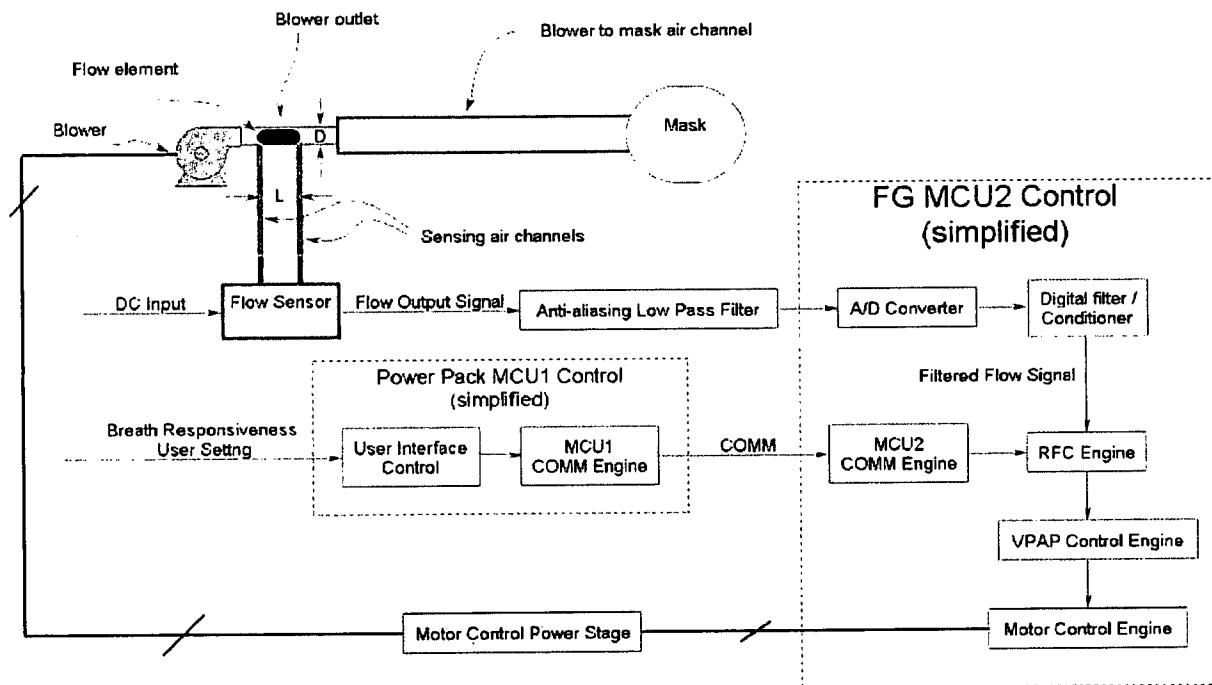 Blower outlet
Blower to mask air channel
Flow element
Blower
D
Mask
L
Sensing air channels
FG MCU2 Control
(simplified)
DC Input
Flow Sensor
Flow Output Signal
Anti-aliasing Low Pass Filter
A/D Converter
Digital filter /
Conditioner
Power Pack MCU1 Control
(simplified)
Filtered Flow Signal
Breath Responsiveness
User Setting
User Interface
Control
MCU1
COMM Engine
COMM
MCU2
COMM Engine
RFC Engine
VPAP Control Engine
Motor Control Power Stage
Motor Control Engine